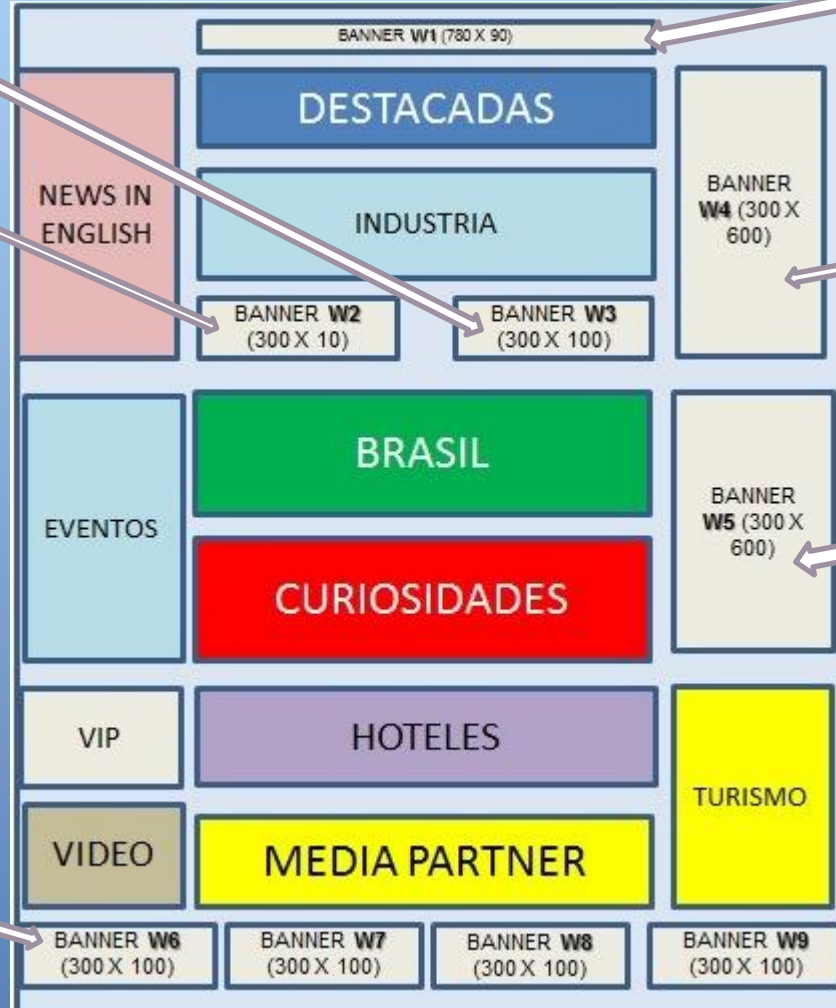 BANNER W1 (780 X 90)
DESTACADAS
NEWS IN
ENGLISH
INDUSTRIA
BANNER
W4 (300 X
600)
BANNER W2
(300 X 10)
BANNER W3
(300 X 100)
EVENTOS
BRASIL
BANNER
W5 (300 X
600)
CURIOSIDADES
VIP
HOTELES
TURISMO
VIDEO
MEDIA PARTNER
BANNER W6
(300 X 100)
BANNER W7
(300 X 100)
BANNER W8
(300 X 100)
BANNER W9
(300 X 100)